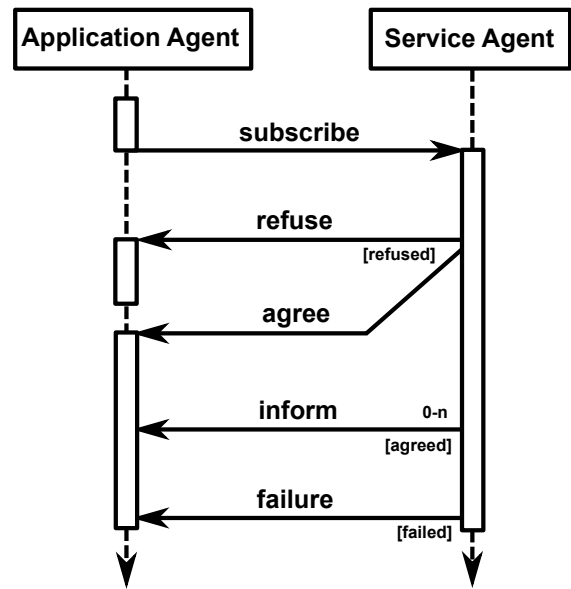 Application Agent
Service Agent
subscribe
refuse
[refused]
agree
inform
0-n
[agreed]
failure
[failed]